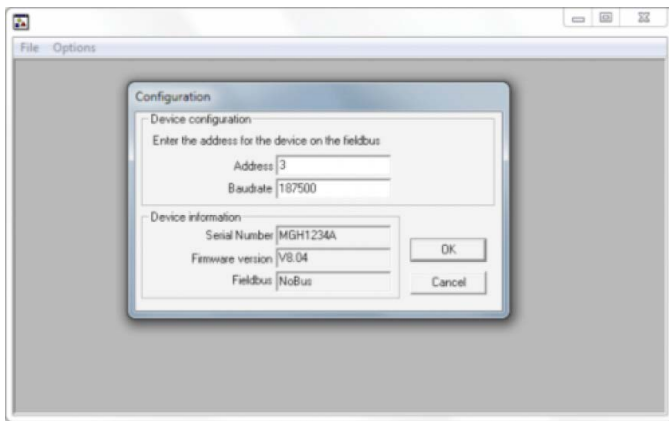 File Options
Configuration
Device configuration
Enter the address for the device on the fieldbus
Address 3
Baudrate 187500
Device information
Serial Number MGH1234A
Firmware version V8.04
Fieldbus NoBus
OK
Cancel